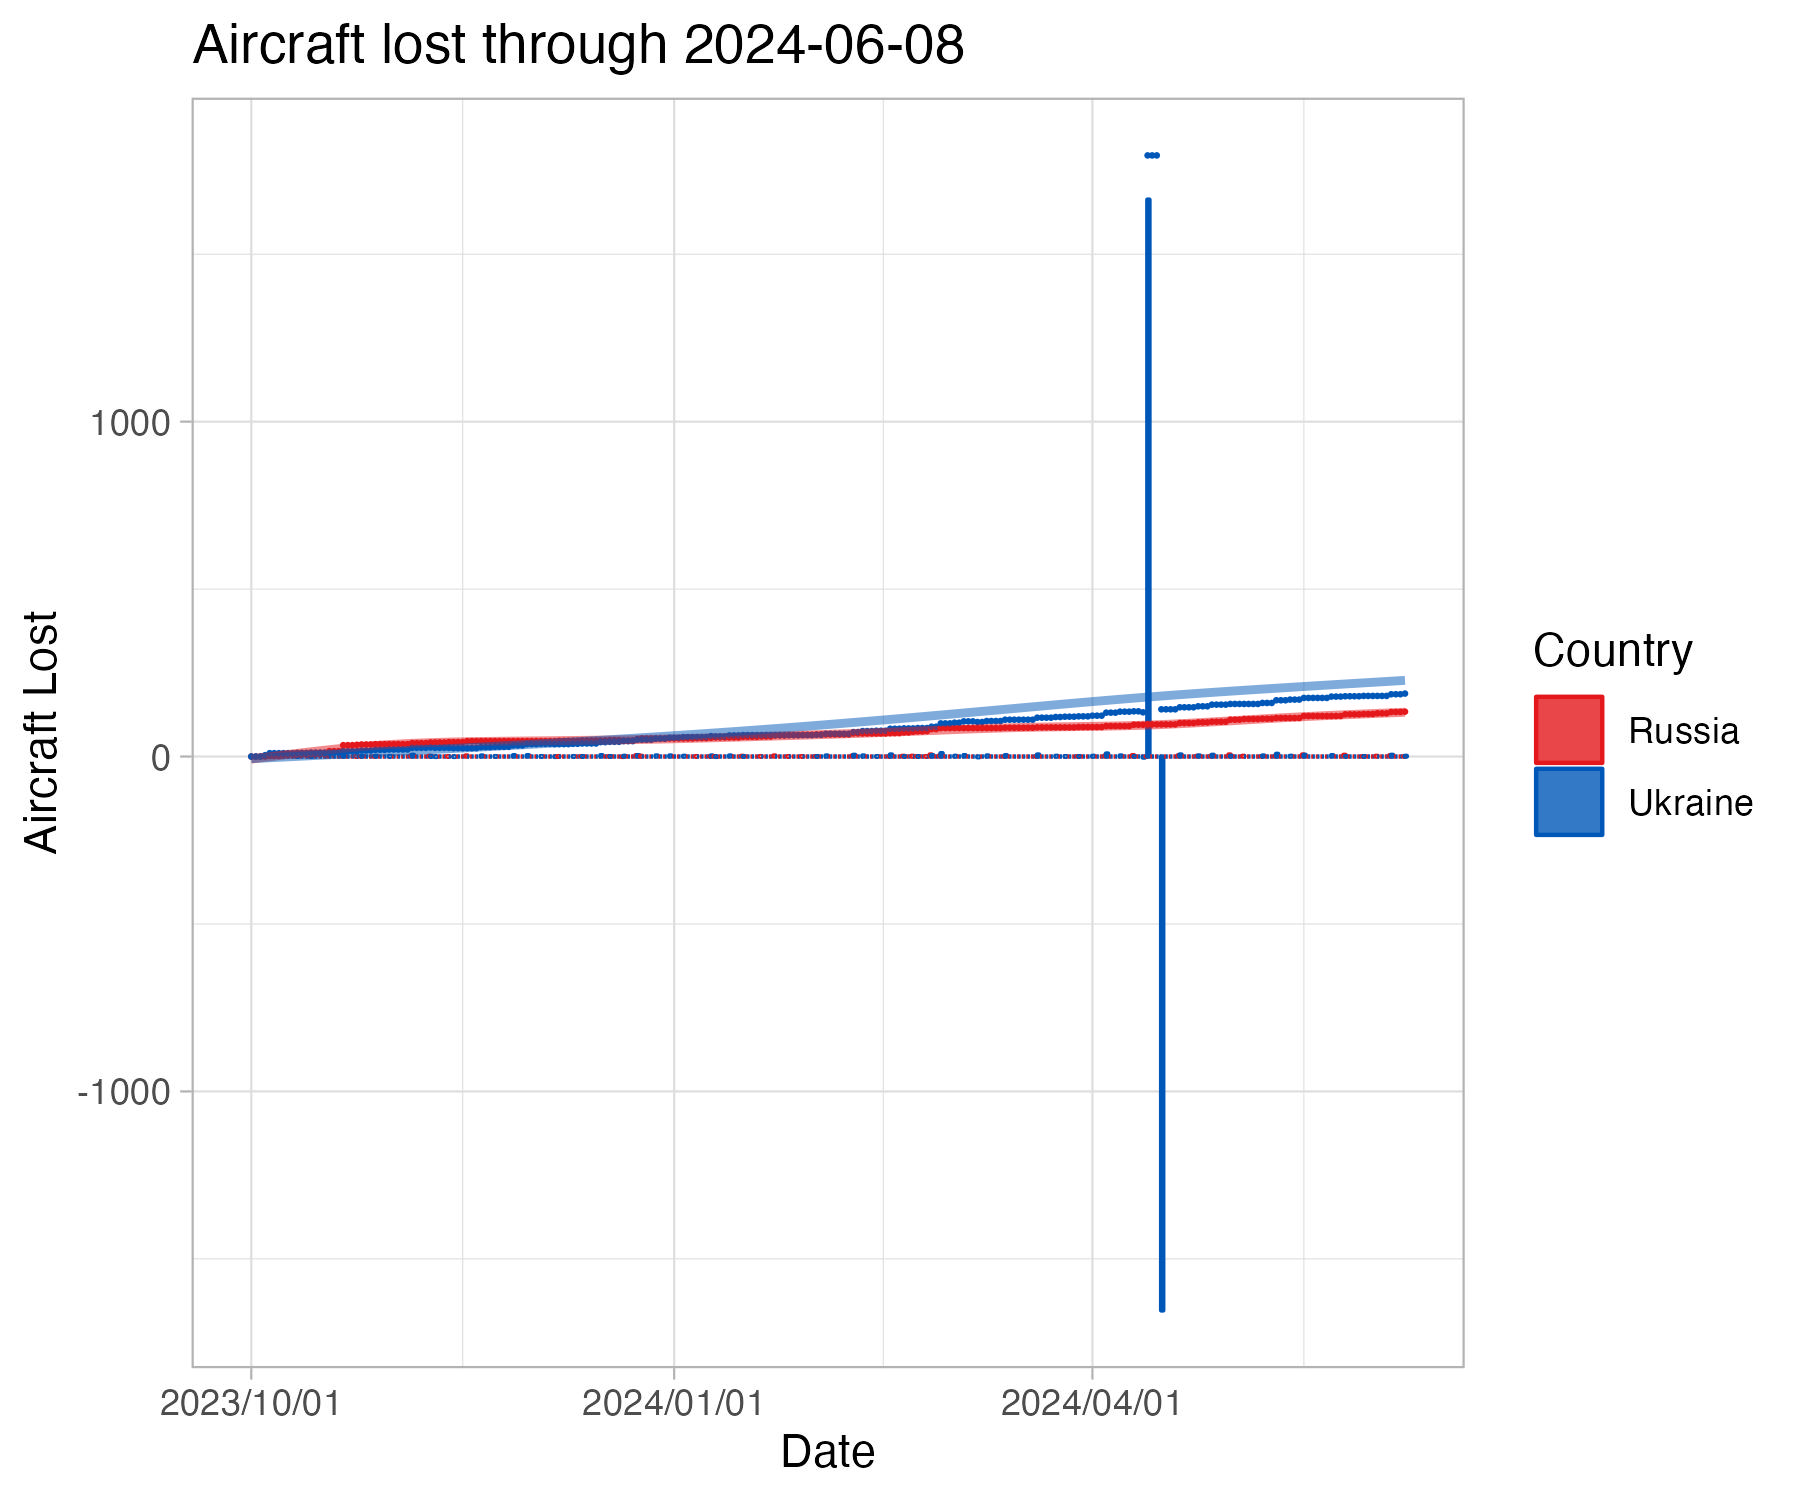 Aircraft lost through 2024-06-08
Aircraft Lost
1000
0
-1000
2023/10/01
2024/01/01
2024/04/01
Date
Country
Russia
Ukraine